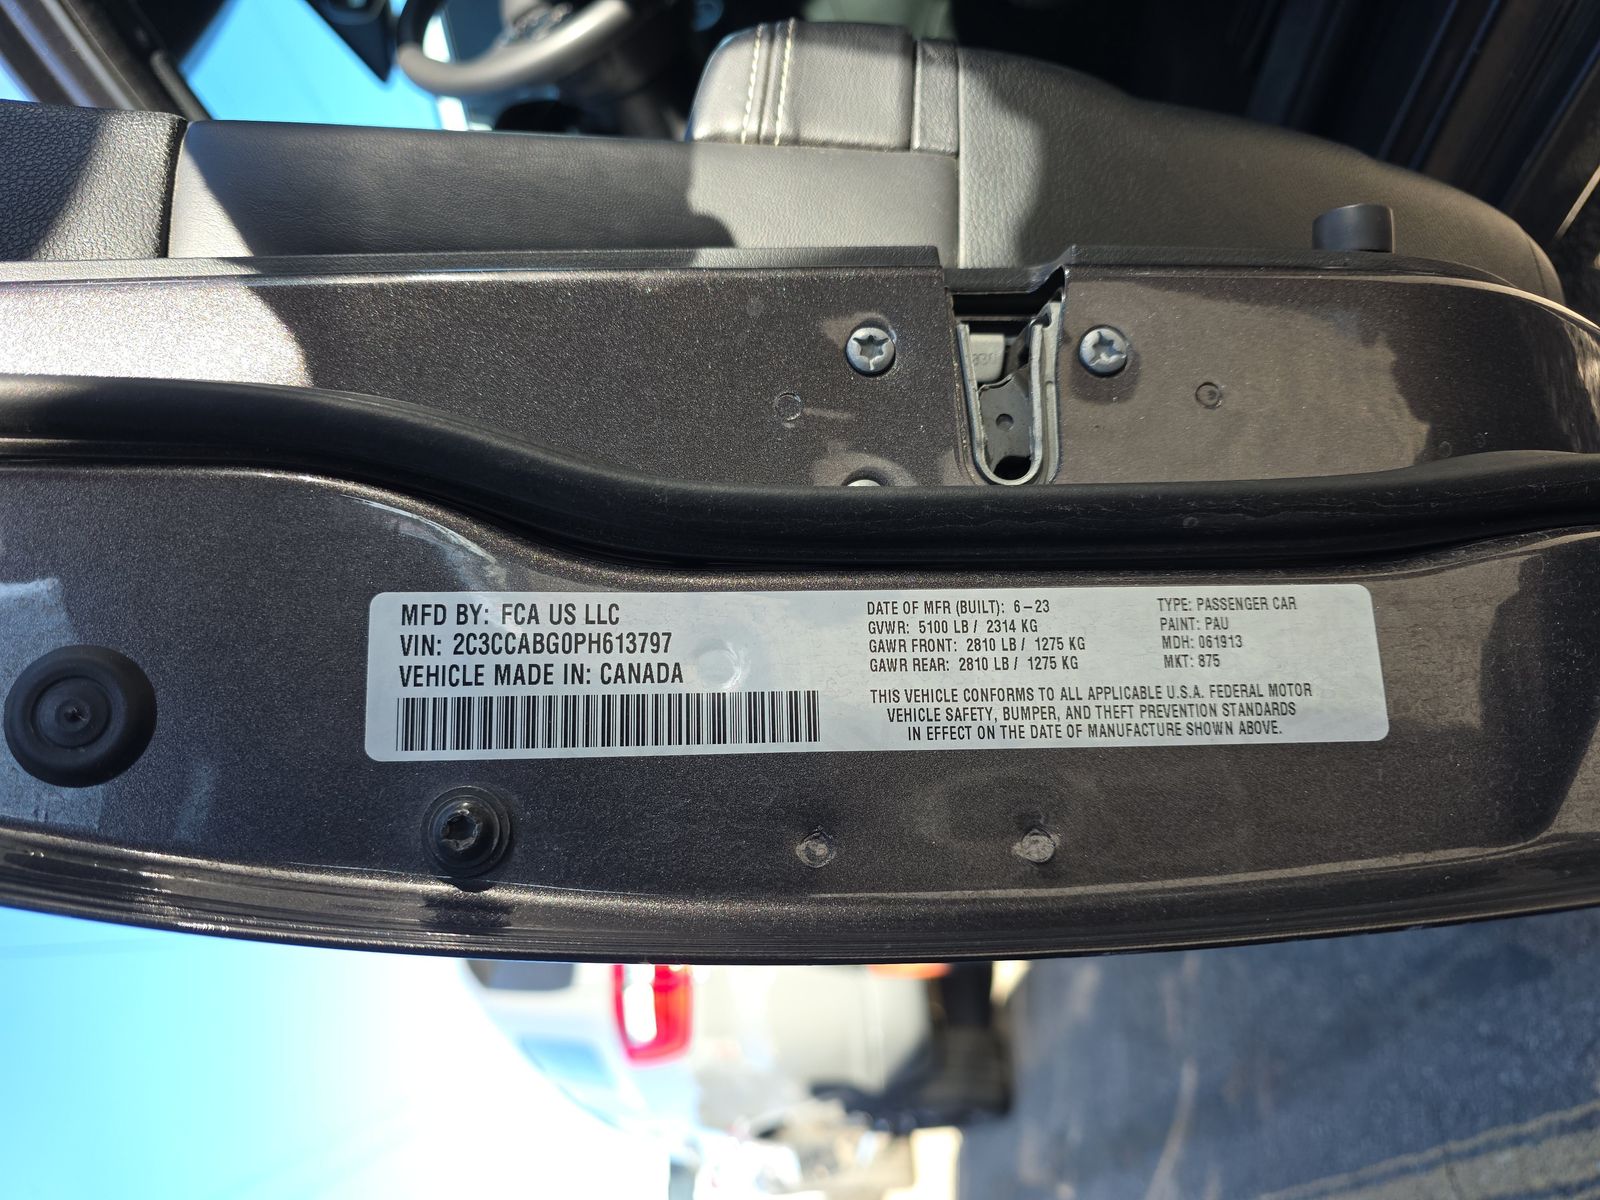 MFD BY: FCA US LLC
VIN: 2C3CCABG0PH613797
VEHICLE MADE IN: CANADA
DATE OF MFR (BUILT): 6-23
GVWR: 5100 LB / 2314 KG
GAWR FRONT: 2810 LB / 1275 KG
GAWR REAR: 2810 LB / 1275 KG
TYPE: PASSENGER CAR
PAINT: PAU
MDH: 061913
MKT: 875
THIS VEHICLE CONFORMS TO ALL APPLICABLE U.S.A. FEDERAL MOTOR
VEHICLE SAFETY, BUMPER, AND THEFT PREVENTION STANDARDS
IN EFFECT ON THE DATE OF MANUFACTURE SHOWN ABOVE.